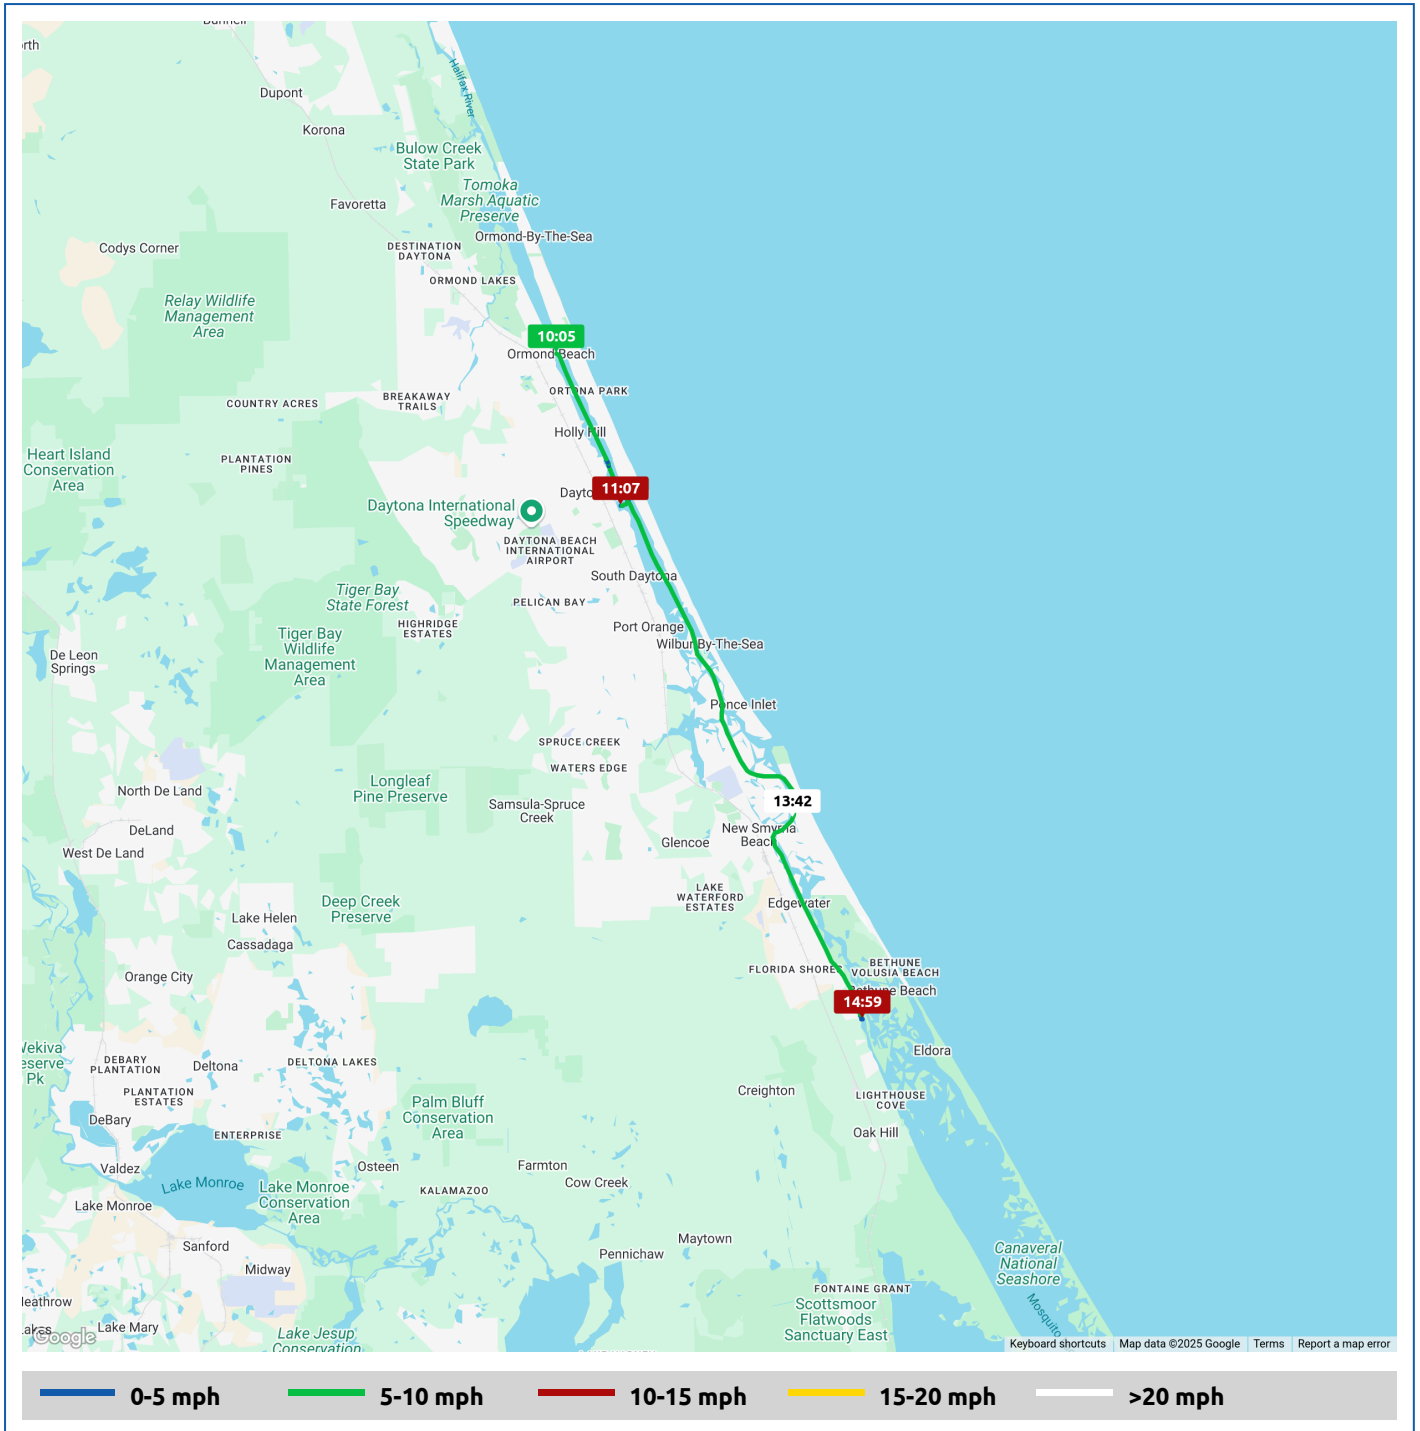 Bunnell
rth
Halifax River
Dupont
Korona
Bulow Creek
State Park
Tomoka
Marsh Aquatic
Preserve
Favoretta
Codys Corner
DESTINATION
DAYTONA
Ormond-By-The-Sea
ORMOND LAKES
Relay Wildlife
Management
Area
10:05
Ormond Beach
ORTONA PARK
COUNTRY ACRES
BREAKAWAY
TRAILS
Holly Hill
Heart Island
Conservation
Area
PLANTATION
PINES
11:07
Dayto
Daytona International
Speedway
DAYTONA BEACH
INTERNATIONAL
AIRPORT
South Daytona
Tiger Bay
State Forest
PELICAN BAY
HIGHRIDGE
ESTATES
Port Orange
Tiger Bay
Wildlife
Management
Area
Wilbur-By-The-Sea
De Leon
Springs
Ponce Inlet
SPRUCE CREEK
WATERS EDGE
Longleaf
Pine Preserve
North De Land
13:42
Samsula-Spruce
Creek
DeLand
New Smyrna
Beach
Glencoe
West De Land
LAKE
WATERFORD
ESTATES
Deep Creek
Preserve
Edgewater
Lake Helen
Cassadaga
Orange City
FLORIDA SHORES
BETHUNE
VOLUSIA BEACH
Bethune Beach
14:59
Wekiva
eserve
Pk
DEBARY
PLANTATION
Deltona
DELTONA LAKES
Eldora
PLANTATION
ESTATES
Creighton
LIGHTHOUSE
COVE
Palm Bluff
Conservation
Area
DeBary
ENTERPRISE
Oak Hill
Valdez
Osteen
Farmton
Lake Monroe
Lake Monroe
Conservation
Area
KALAMAZOO
Cow Creek
Lake Monroe
Sanford
Maytown
Pennichaw
Midway
Canaveral
National
Seashore
FONTAINE GRANT
Heathrow
Scottsmoor
Flatwoods
Sanctuary East
Mosquito
Lake Mary
akes
Google
Lake Jesup
Conservation
Keyboard shortcuts
Map data ©2025 Google
Terms
Report a map error
0-5 mph
5-10 mph
10-15 mph
15-20 mph
>20 mph